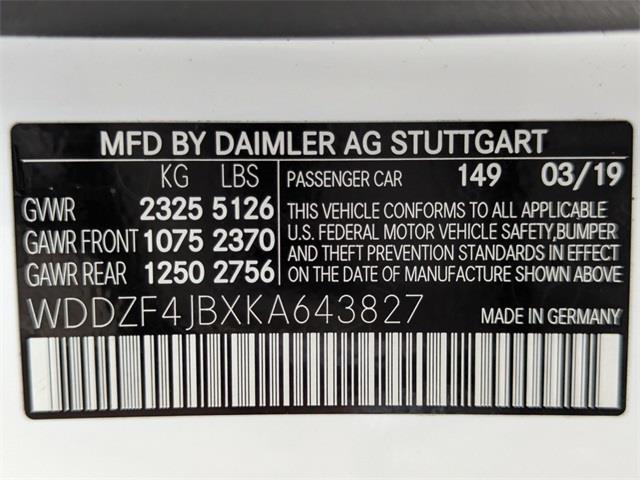 MFD BY DAIMLER AG STUTTGART
KG LBS
GVWR 2325 5126
GAWR FRONT 1075 2370
GAWR REAR 1250 2756
PASSENGER CAR 149 03/19
THIS VEHICLE CONFORMS TO ALL APPLICABLE
U.S. FEDERAL MOTOR VEHICLE SAFETY,BUMPER
AND THEFT PREVENTION STANDARDS IN EFFECT
ON THE DATE OF MANUFACTURE SHOWN ABOVE
WDDZF4JBXKA643827
MADE IN GERMANY